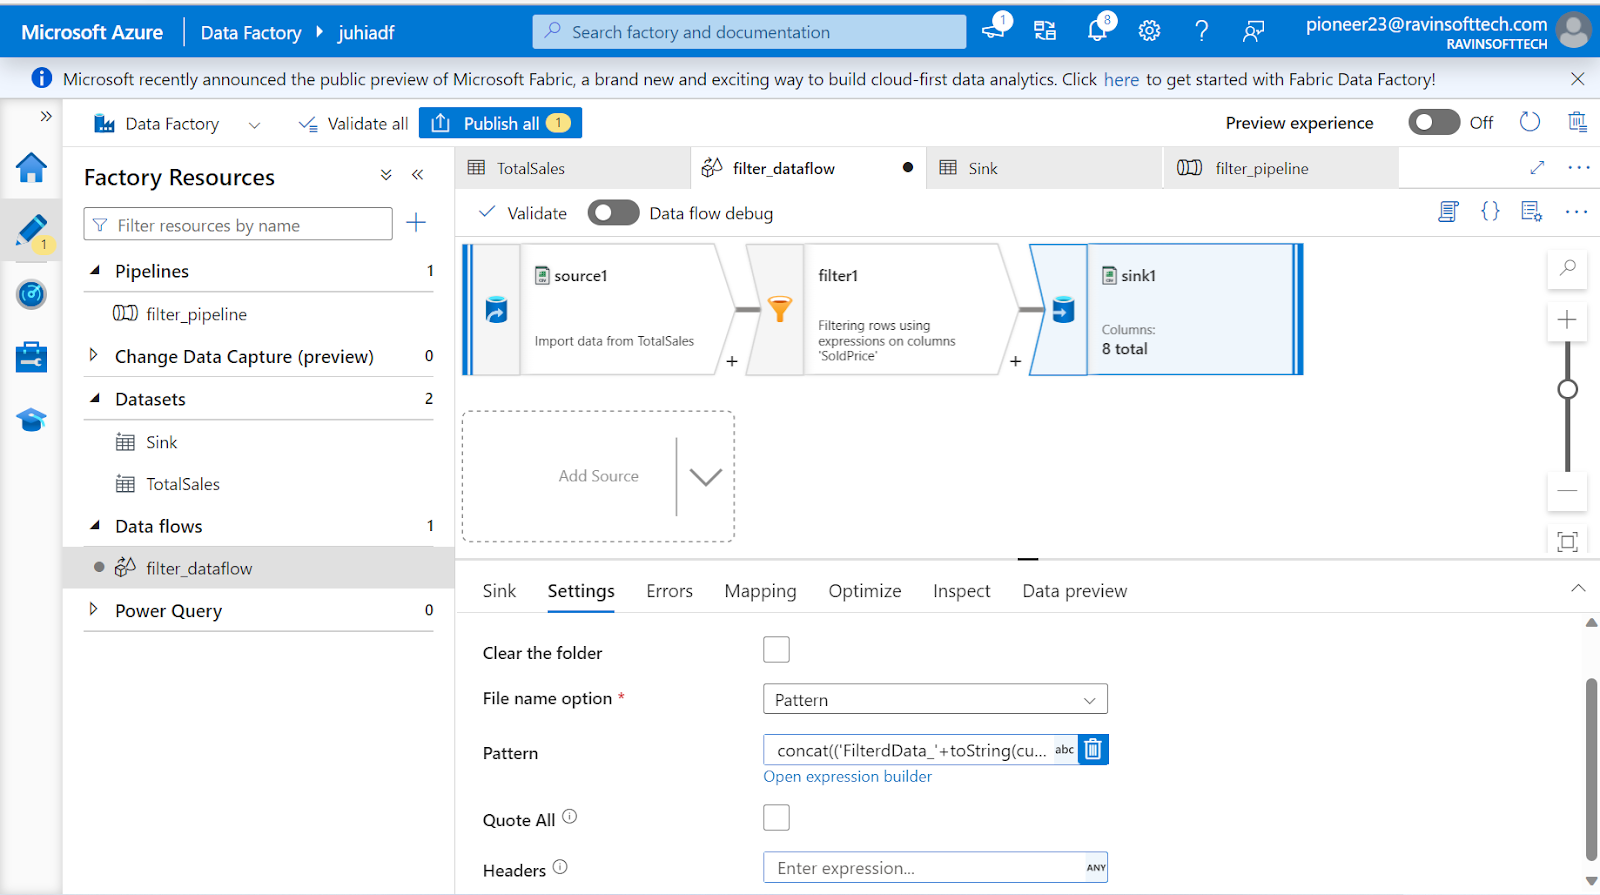 Microsoft Azure
Data Factory
juhiadf
Search factory and documentation
1
8
pioneer23@ravinsofttech.com
RAVINSOFTTECH
Microsoft recently announced the public preview of Microsoft Fabric, a brand new and exciting way to build cloud-first data analytics. Click here to get started with Fabric Data Factory!
Data Factory
Validate all
Publish all 1
Preview experience
Off
1
Factory Resources
Filter resources by name
Pipelines 1
filter_pipeline
Change Data Capture (preview) 0
Datasets 2
Sink
TotalSales
Data flows 1
filter_dataflow
Power Query 0
TotalSales
filter_dataflow
Sink
filter_pipeline
Validate
Data flow debug
source1
Import data from TotalSales
+
filter1
Filtering rows using
expressions on columns
'SoldPrice'
+
sink1
Columns:
8 total
Add Source
Sink
Settings
Errors
Mapping
Optimize
Inspect
Data preview
Clear the folder
File name option *
Pattern
Pattern
concat(('FilterdData_'+toString(cu... abc
Open expression builder
Quote All
Headers
Enter expression... ANY